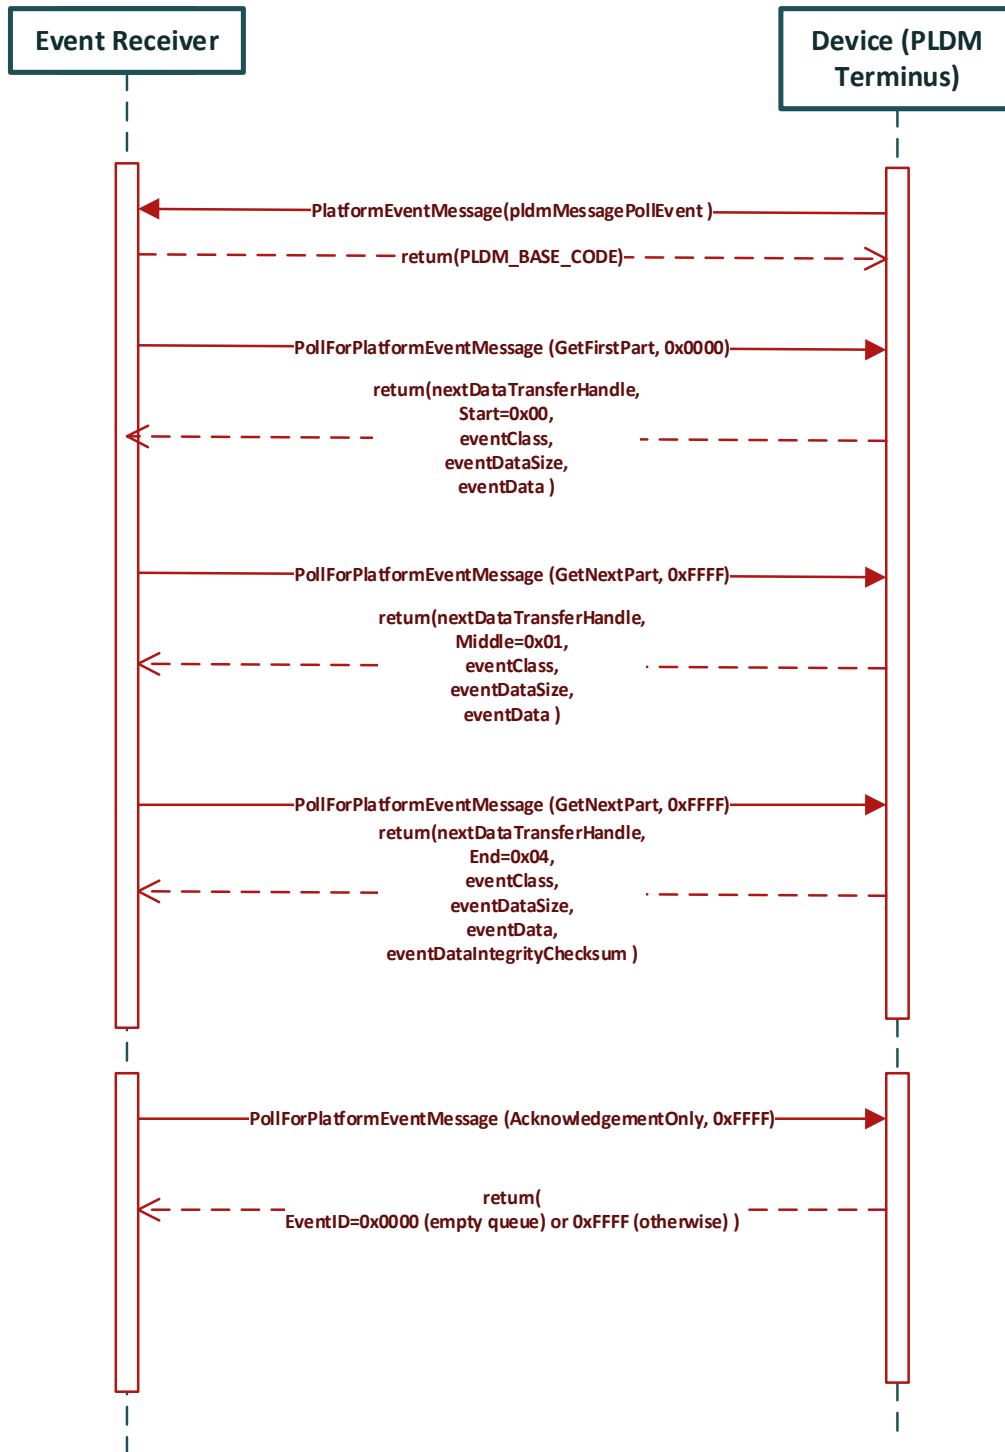 Event Receiver
Device (PLDM
Terminus)
PlatformEventMessage(pldmMessagePollEvent )
return(PLDM_BASE_CODE)
PollForPlatformEventMessage (GetFirstPart, 0x0000)
return(nextDataTransferHandle,
Start=0x00,
eventClass,
eventDataSize,
eventData )
PollForPlatformEventMessage (GetNextPart, 0xFFFF)
return(nextDataTransferHandle,
Middle=0x01,
eventClass,
eventDataSize,
eventData )
PollForPlatformEventMessage (GetNextPart, 0xFFFF)
return(nextDataTransferHandle,
End=0x04,
eventClass,
eventDataSize,
eventData,
eventDataIntegrityChecksum )
PollForPlatformEventMessage (AcknowledgementOnly, 0xFFFF)
return(
EventID=0x0000 (empty queue) or 0xFFFF (otherwise) )